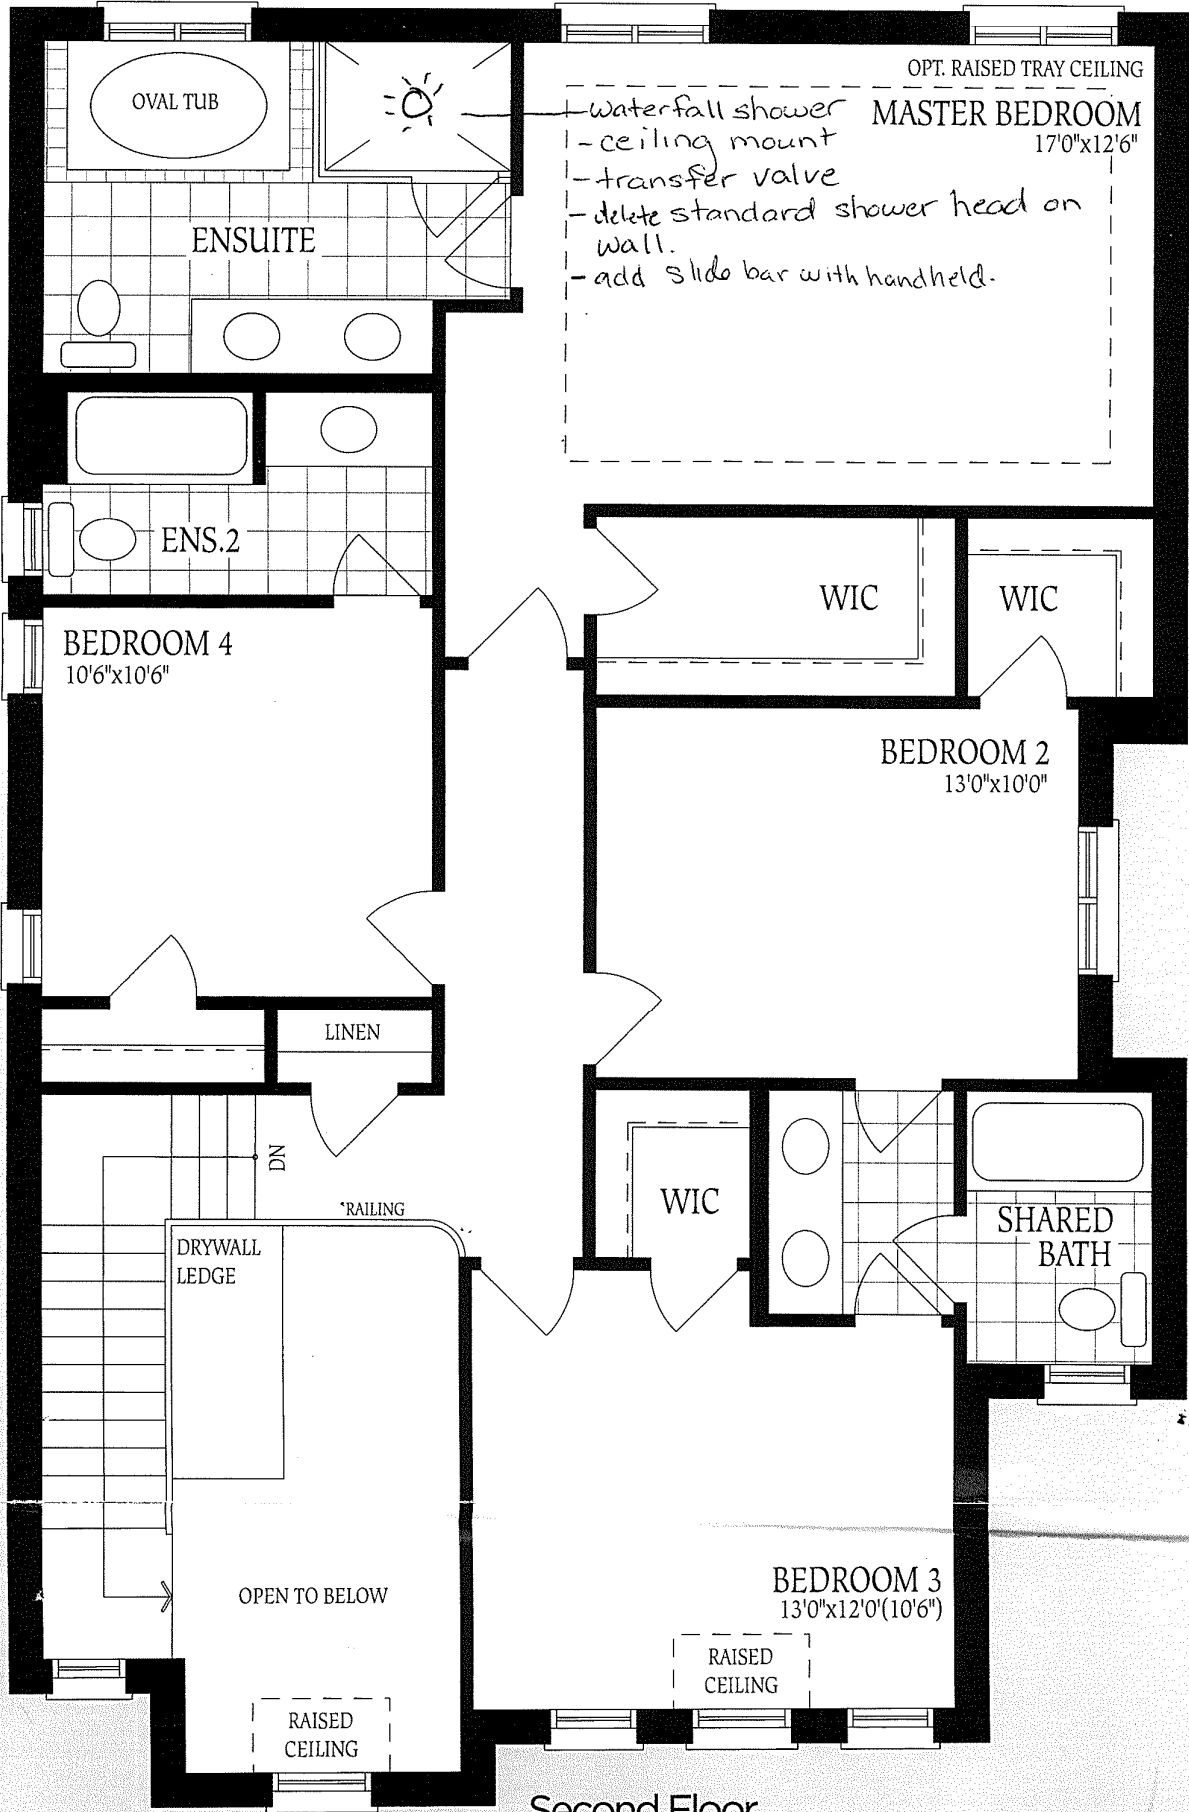 OPT. RAISED TRAY CEILING
OVAL TUB
- waterfall shower
MASTER BEDROOM
17'0"x12'6"
- ceiling mount
- transfer valve
- delete standard shower head on
wall.
- add slide bar with handheld.
ENSUITE
ENS.2
WIC
WIC
BEDROOM 4
10'6"x10'6"
BEDROOM 2
13'0"x10'0"
LINEN
DN
*RAILING
WIC
SHARED
BATH
DRYWALL
LEDGE
OPEN TO BELOW
BEDROOM 3
13'0"x12'0'(10'6")
RAISED
CEILING
RAISED
CEILING
Second Floor